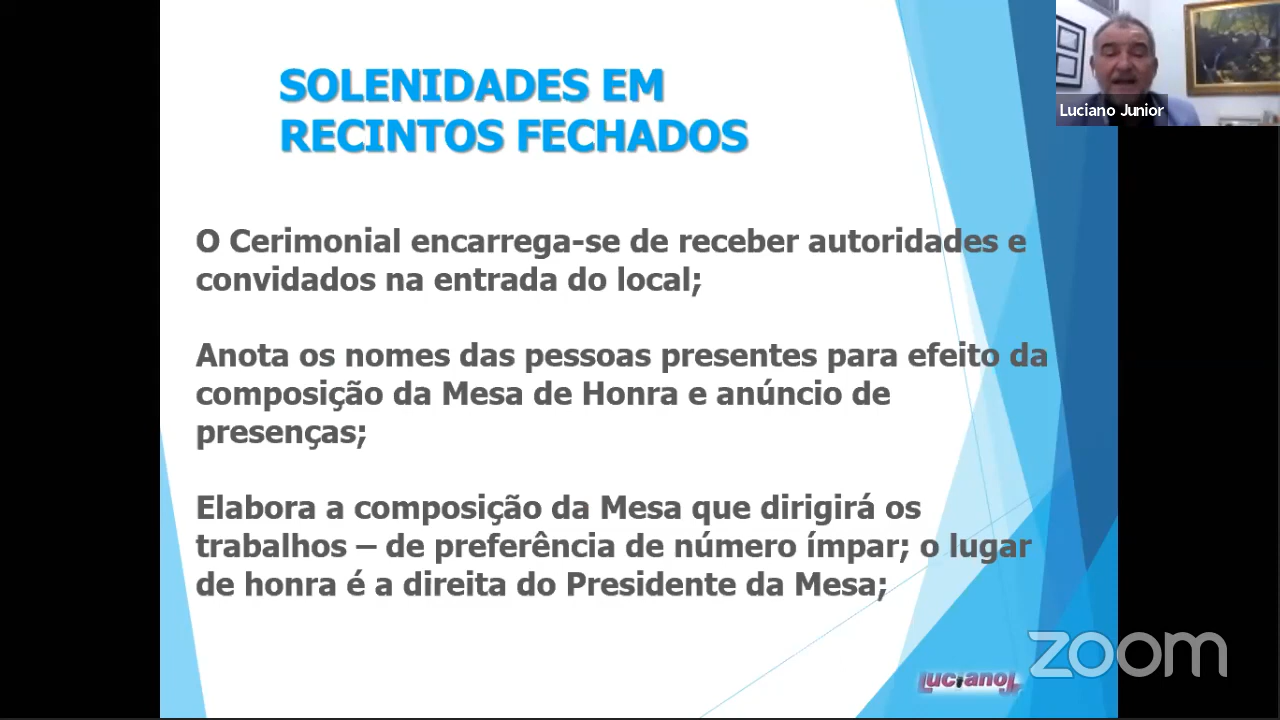 SOLENIDADES EM
RECINTOS FECHADOS
Luciano Junior
O Cerimonial encarrega-se de receber autoridades e
convidados na entrada do local;
Anota os nomes das pessoas presentes para efeito da
composição da Mesa de Honra e anúncio de
presenças;
Elabora a composição da Mesa que dirigirá os
trabalhos – de preferência de número ímpar; o lugar
de honra é a direita do Presidente da Mesa;
zoom
LucianoJr